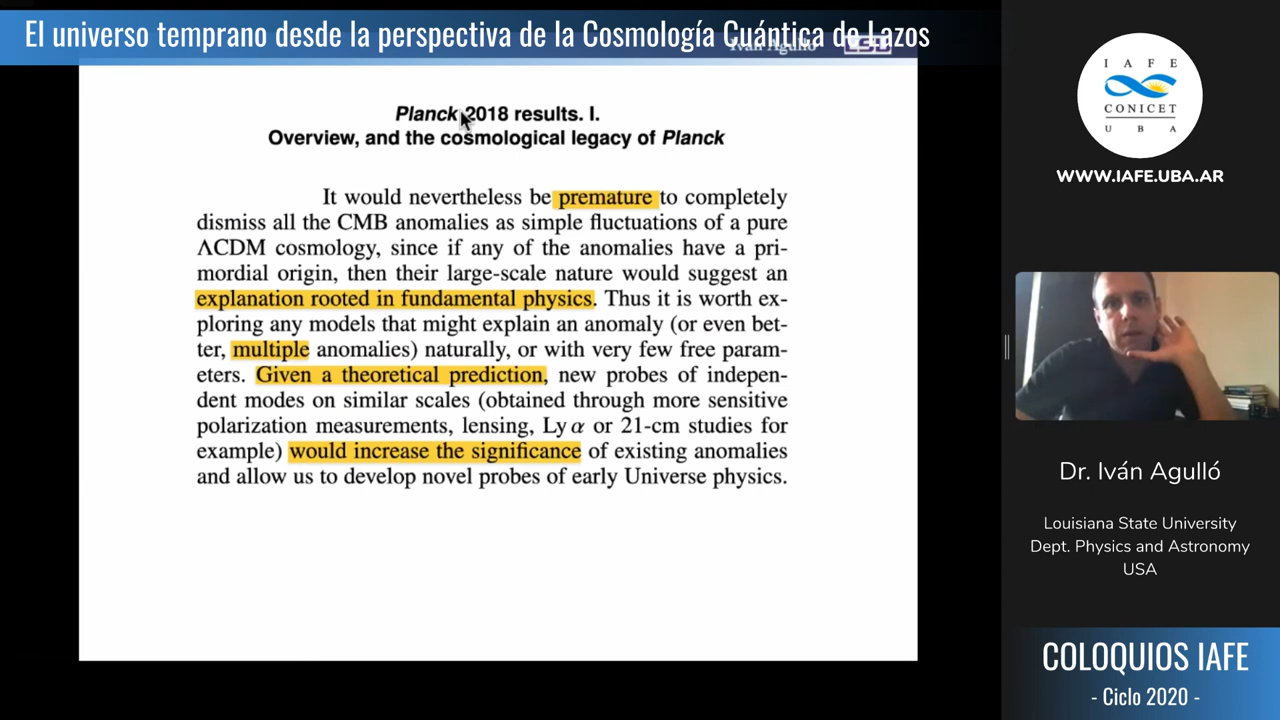 El universo temprano desde la perspectiva de la Cosmología Cuántica de Lazos
Iván Agulló
LSU
Planck 2018 results. I.
Overview, and the cosmological legacy of Planck
It would nevertheless be premature to completely
dismiss all the CMB anomalies as simple fluctuations of a pure
ΛCDM cosmology, since if any of the anomalies have a pri-
mordial origin, then their large-scale nature would suggest an
explanation rooted in fundamental physics. Thus it is worth ex-
ploring any models that might explain an anomaly (or even bet-
ter, multiple anomalies) naturally, or with very few free param-
eters. Given a theoretical prediction, new probes of indepen-
dent modes on similar scales (obtained through more sensitive
polarization measurements, lensing, Ly α or 21-cm studies for
example) would increase the significance of existing anomalies
and allow us to develop novel probes of early Universe physics.
IAFE
CONICET
UBA
WWW.IAFE.UBA.AR
Dr. Iván Agulló
Louisiana State University
Dept. Physics and Astronomy
USA
COLOQUIOS IAFE
- Ciclo 2020 -